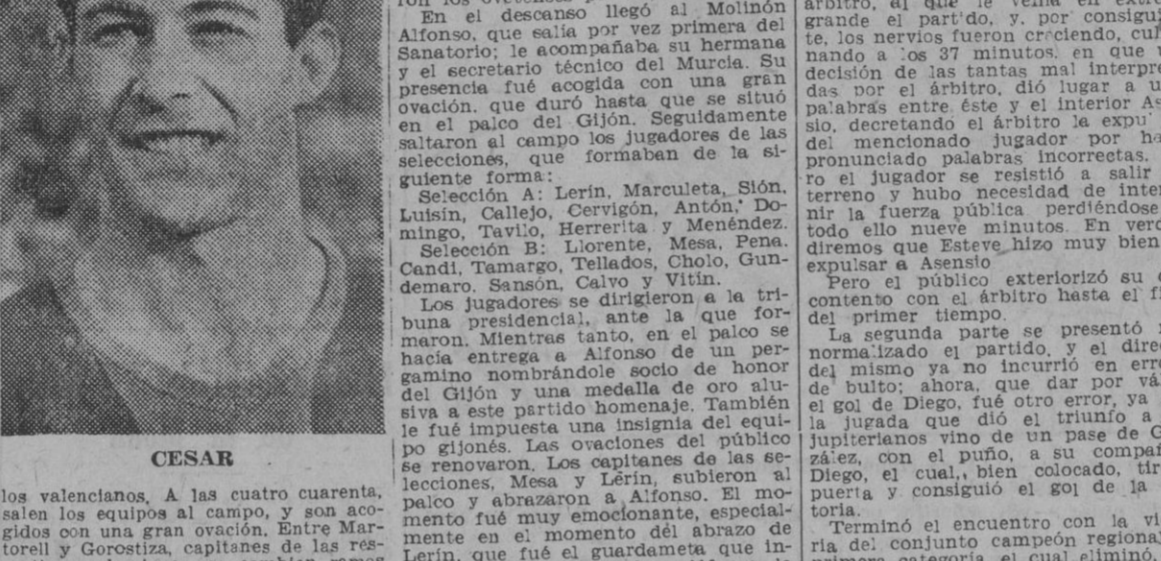 CESAR
los valencianos. A las cuatro cuarenta,
salen los equipos al campo, y son aco-
gidos con una gran ovación. Entre Mar-
torell y Gorostiza, capitanes de las res-
En el descanso llegó al Molinón
Alfonso, que salía por vez primera del
Sanatorio; le acompañaba su hermana
y el secretario técnico del Murcia. Su
presencia fué acogida con una gran
ovación, que duró hasta que se situó
en el palco del Gijón. Seguidamente
saltaron al campo los jugadores de las
selecciones, que formaban de la si-
guiente forma:
Selección A: Lerín, Marculeta, Sión,
Luisín, Callejo, Cervigón, Antón, Do-
mingo, Tavilo, Herrerita y Menéndez.
Selección B: Llorente, Mesa, Pena,
Candi, Tamargo, Tellados, Cholo, Gun-
demaro, Sansón, Calvo y Vitín.
Los jugadores se dirigieron a la tri-
buna presidencial, ante la que for-
maron. Mientras tanto, en el palco se
hacía entrega a Alfonso de un per-
gamino nombrándole socio de honor
del Gijón y una medalla de oro alu-
siva a este partido homenaje. También
le fué impuesta una insignia del equi-
po gijonés. Las ovaciones del público
se renovaron. Los capitanes de las se-
lecciones, Mesa y Lerín, subieron al
palco y abrazaron a Alfonso. El mo-
mento fué muy emocionante, especial-
mente en el momento del abrazo de
Lerín, que fué el guardameta que in-
árbitro, al que le venía en
grande el partido, y, por consigui
te, los nervios fueron creciendo, cul
nando a los 37 minutos, en que
decisión de las tantas mal interpre
das por el árbitro, dió lugar a u
palabras entre éste y el interior As
sio, decretando el árbitro la expu
del mencionado jugador por ha
pronunciado palabras incorrectas.
ro el jugador se resistió a salir
terreno y hubo necesidad de inter
nir la fuerza pública perdiéndose
todo ello nueve minutos. En verd
diremos que Esteve hizo muy bien
expulsar a Asensio
Pero el público exteriorizó su
contento con el árbitro hasta el f
del primer tiempo.
La segunda parte se presentó
normalizado el partido, y el dire
del mismo ya no incurrió en erro
de bulto; ahora, que dar por vá
el gol de Diego, fué otro error, ya
la jugada que dió el triunfo a
jupiterianos vino de un pase de G
zález, con el puño, a su compañ
Diego, el cual, bien colocado, tir
puerta y consiguió el gol de la
toria.
Terminó el encuentro con la vi
ria del conjunto campeón regional
primera categoría, el cual eliminó,